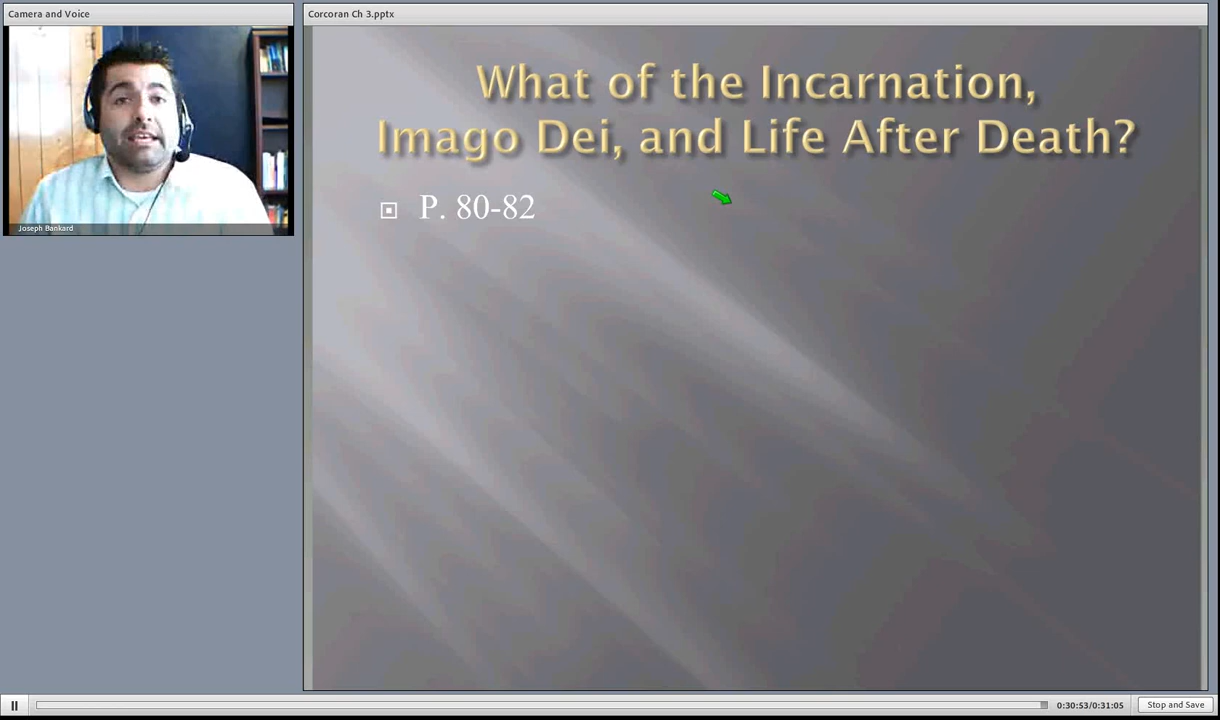 Camera and Voice
Joseph Bankard
Corcoran Ch 3.pptx
What of the Incarnation,
Imago Dei, and Life After Death?
P. 80-82
0:30:53/0:31:05
Stop and Save